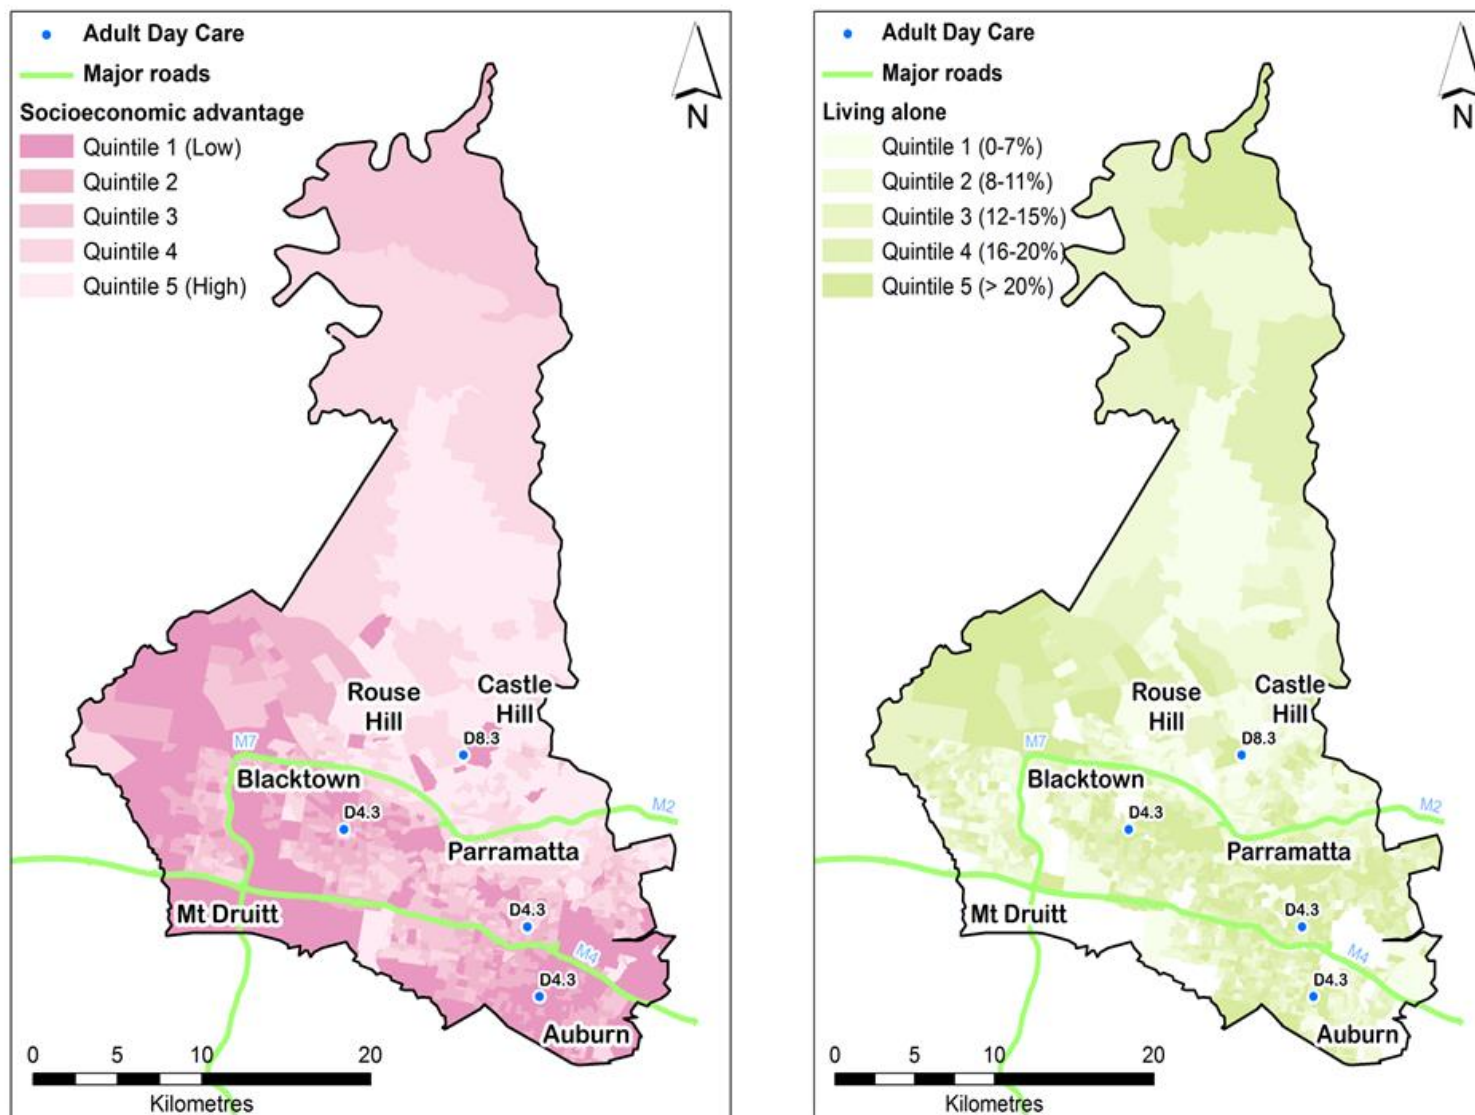 Adult Day Care
Major roads
Socioeconomic advantage
Quintile 1 (Low)
Quintile 2
Quintile 3
Quintile 4
Quintile 5 (High)
N
Rouse
Hill
Castle
Hill
D8.3
M7
Blacktown
D4.3
M2
Parramatta
Mt Druitt
D4.3
M4
D4.3
Auburn
0 5 10 20
Kilometres
Adult Day Care
Major roads
Living alone
Quintile 1 (0-7%)
Quintile 2 (8-11%)
Quintile 3 (12-15%)
Quintile 4 (16-20%)
Quintile 5 (> 20%)
N
Rouse
Hill
Castle
Hill
D8.3
M7
Blacktown
D4.3
M2
Parramatta
Mt Druitt
D4.3
M4
D4.3
Auburn
0 5 10 20
Kilometres